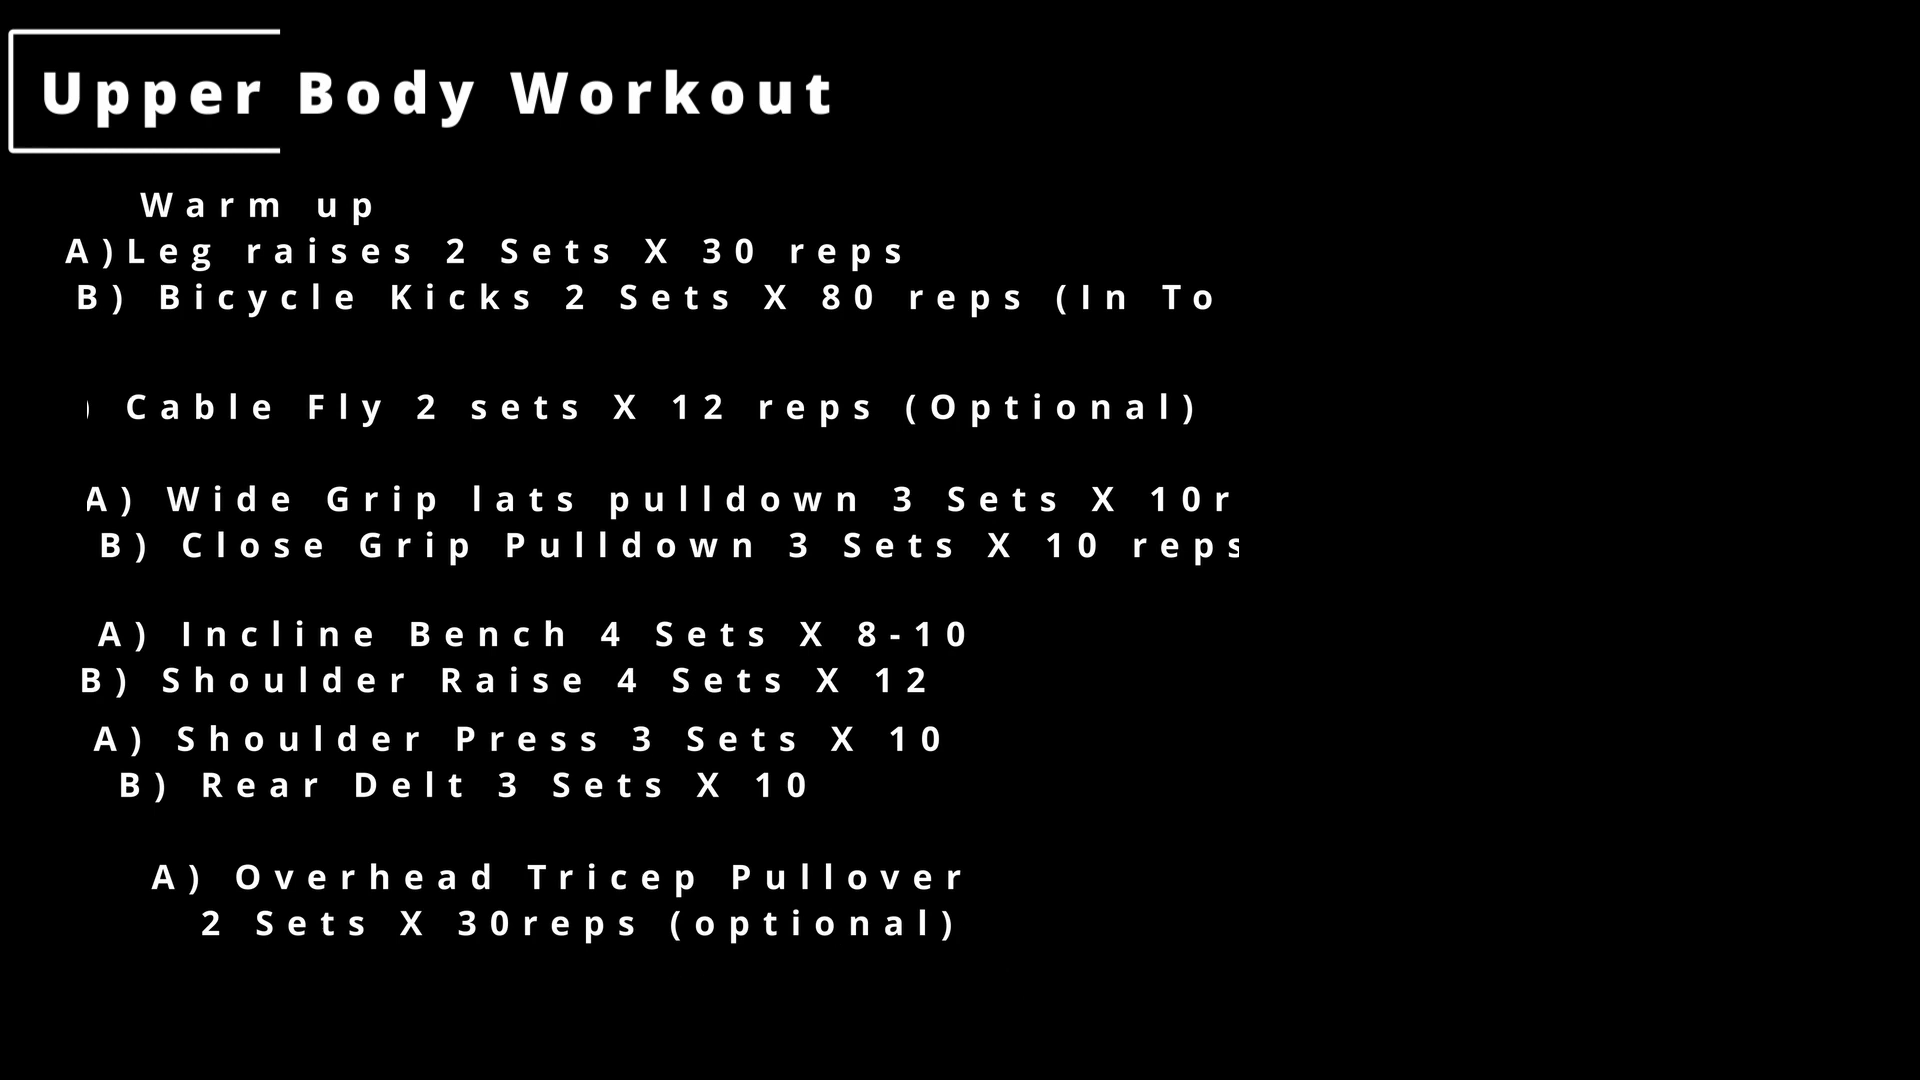 Upper Body Workout
Warm up
A)Leg raises 2 Sets X 30 reps
B) Bicycle Kicks 2 Sets X 80 reps (In To
) Cable Fly 2 sets X 12 reps (Optional)
A) Wide Grip lats pulldown 3 Sets X 10r
B) Close Grip Pulldown 3 Sets X 10 reps
A) Incline Bench 4 Sets X 8-10
B) Shoulder Raise 4 Sets X 12
A) Shoulder Press 3 Sets X 10
B) Rear Delt 3 Sets X 10
A) Overhead Tricep Pullover
2 Sets X 30reps (optional)